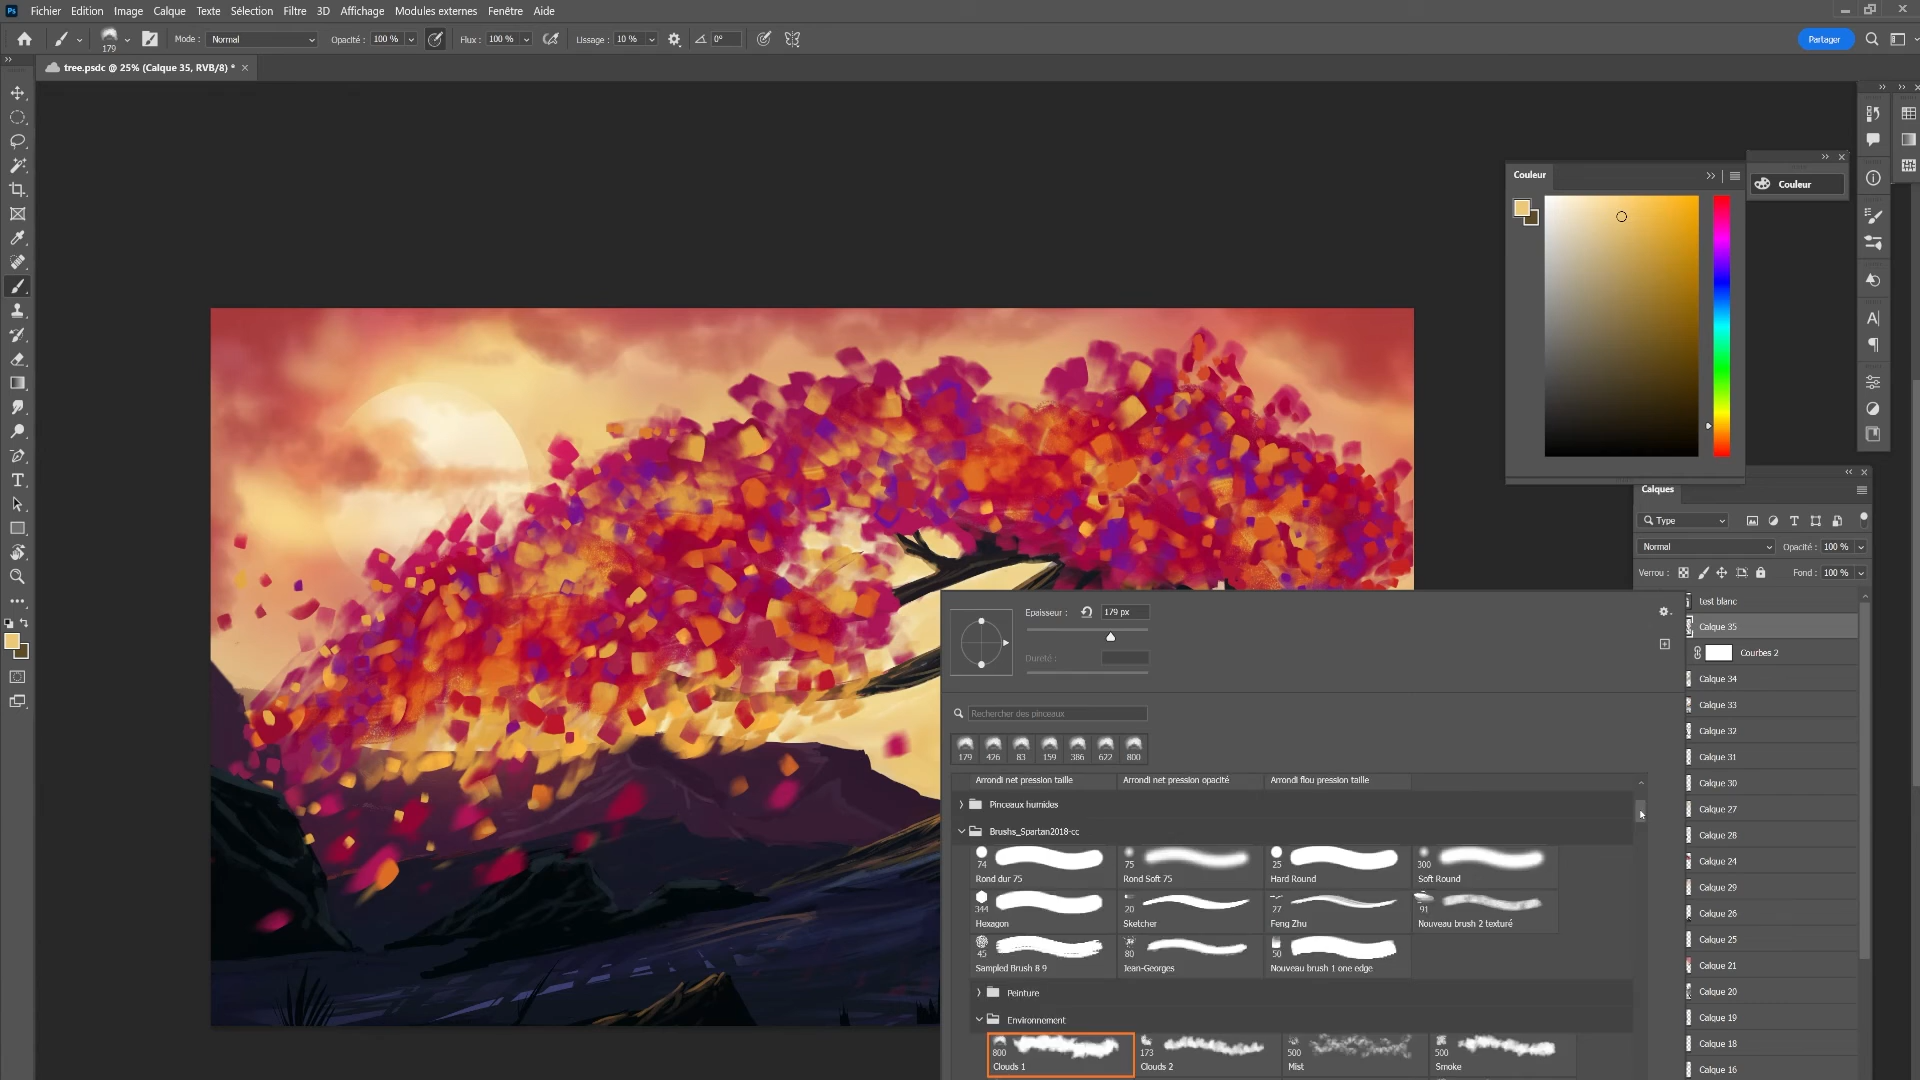 Ps Fichier Edition Image Calque Texte Sélection Filtre 3D Affichage Modules externes Fenêtre Aide
179 Mode : Normal Opacité : 100 % Flux : 100 % Lissage : 10 % 0° Partager
tree.psdc @ 25% (Calque 35, RVB/8) *
Couleur
Couleur
Calques
Type
Normal Opacité : 100 %
Verrou : Fond : 100 %
test blanc
Calque 35
Courbes 2
Calque 34
Calque 33
Calque 32
Calque 31
Calque 30
Calque 27
Calque 28
Calque 24
Calque 29
Calque 26
Calque 25
Calque 21
Calque 20
Calque 19
Calque 18
Calque 16
Epaisseur : 179 px
Dureté :
Rechercher des pinceaux
179 426 83 159 386 622 800
Arrondi net pression taille Arrondi net pression opacité Arrondi flou pression taille
Pinceaux humides
Brushs_Spartan2018-cc
74 75 25 300
Rond dur 75 Rond Soft 75 Hard Round Soft Round
344 20 27 91
Hexagon Sketcher Feng Zhu Nouveau brush 2 texturé
45 80 50
Sampled Brush 8 9 Jean-Georges Nouveau brush 1 one edge
Peinture
Environnement
800 173 500 500
Clouds 1 Clouds 2 Mist Smoke